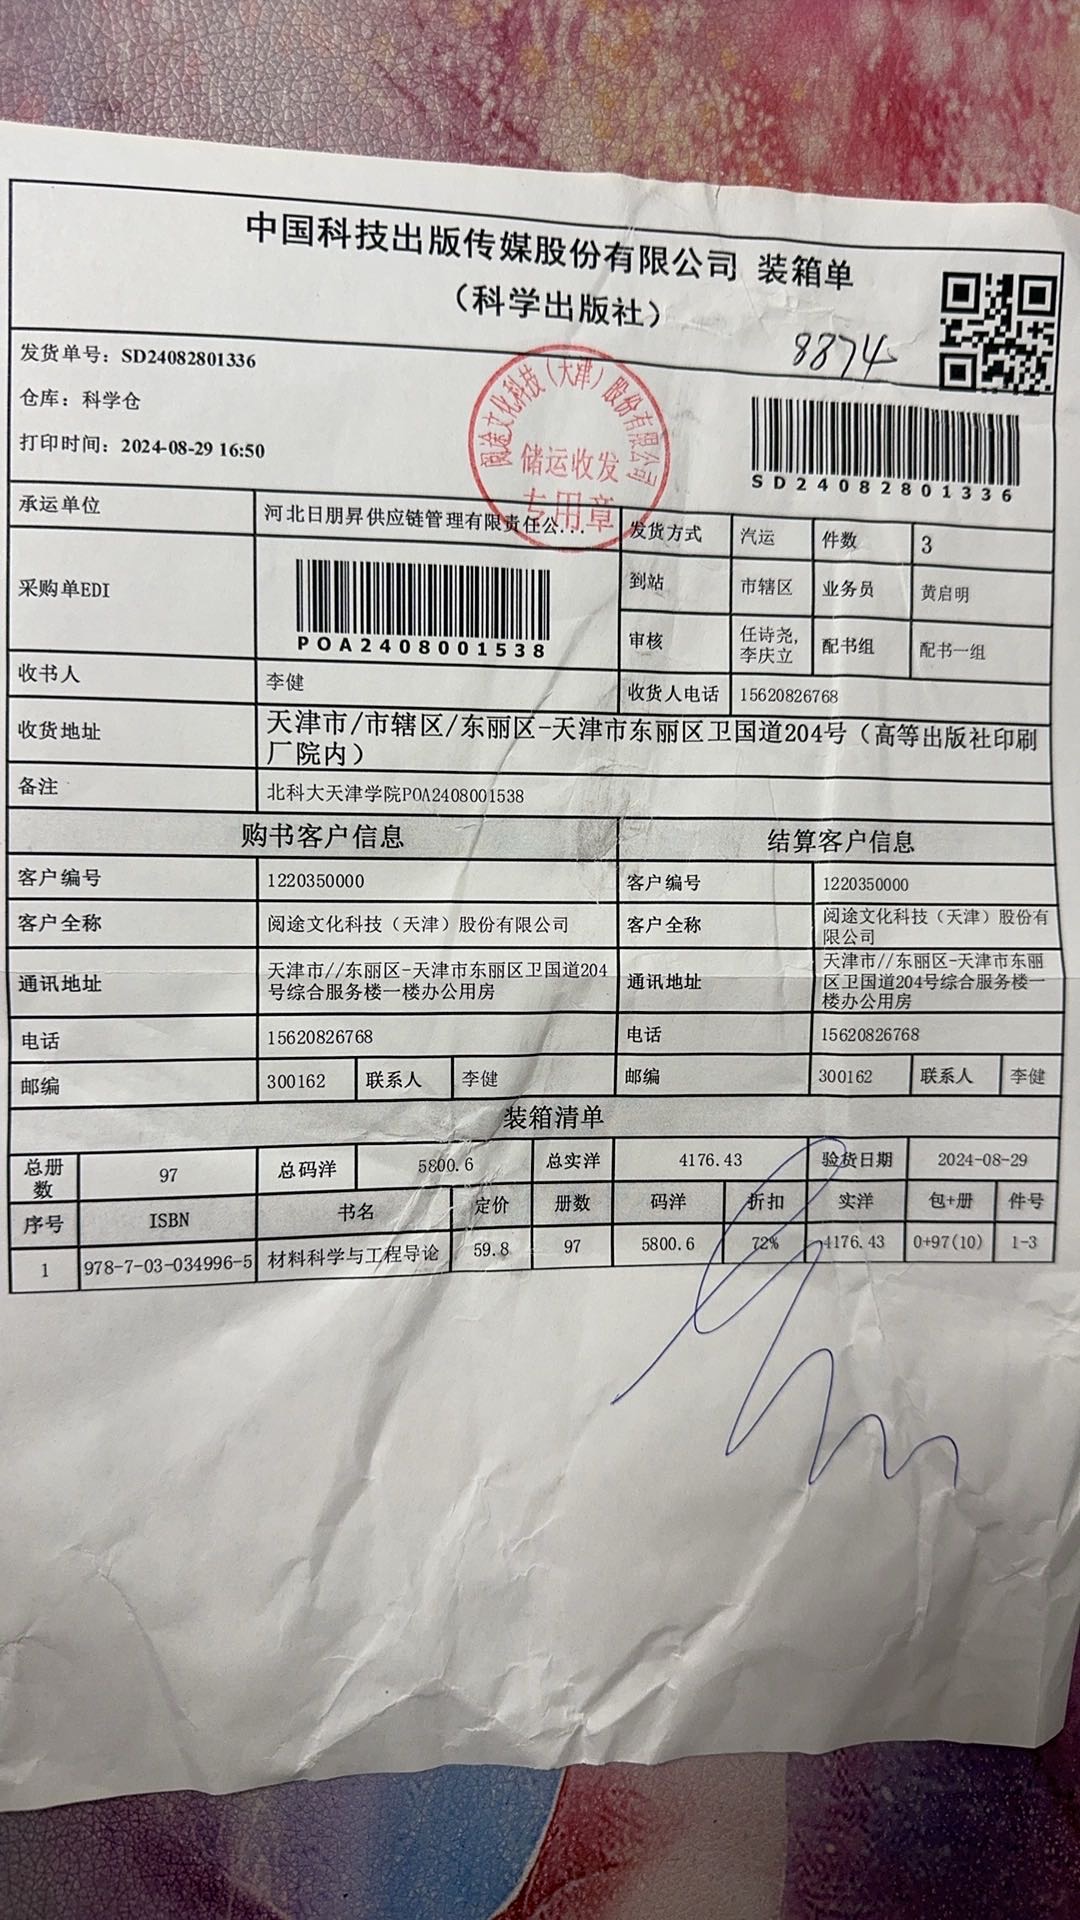 中国科技出版传媒股份有限公司 装箱单
（科学出版社）
8874
发货单号：SD24082801336
仓库：科学仓
打印时间：2024-08-29 16:50
阅途文化科技（天津）股份有限公司
储运收发
专用章
SD24082801336
承运单位 河北日朋昇供应链管理有限责任公... 发货方式 汽运 件数 3
采购单EDI POA2408001538 到站 市辖区 业务员 黄启明
审核 任诗尧,李庆立 配书组 配书一组
收书人 李健 收货人电话 15620826768
收货地址 天津市/市辖区/东丽区-天津市东丽区卫国道204号（高等出版社印刷
厂院内）
备注 北科大天津学院POA2408001538
购书客户信息 结算客户信息
客户编号 1220350000 客户编号 1220350000
客户全称 阅途文化科技（天津）股份有限公司 客户全称 阅途文化科技（天津）股份有限公司
通讯地址 天津市//东丽区-天津市东丽区卫国道204号综合服务楼一楼办公用房 通讯地址 天津市//东丽区-天津市东丽区卫国道204号综合服务楼一楼办公用房
电话 15620826768 电话 15620826768
邮编 300162 联系人 李健 邮编 300162 联系人 李健
装箱清单
总册数 97 总码洋 5800.6 总实洋 4176.43 验货日期 2024-08-29
序号 ISBN 书名 定价 册数 码洋 折扣 实洋 包+册 件号
1 978-7-03-034996-5 材料科学与工程导论 59.8 97 5800.6 72% 4176.43 0+97(10) 1-3